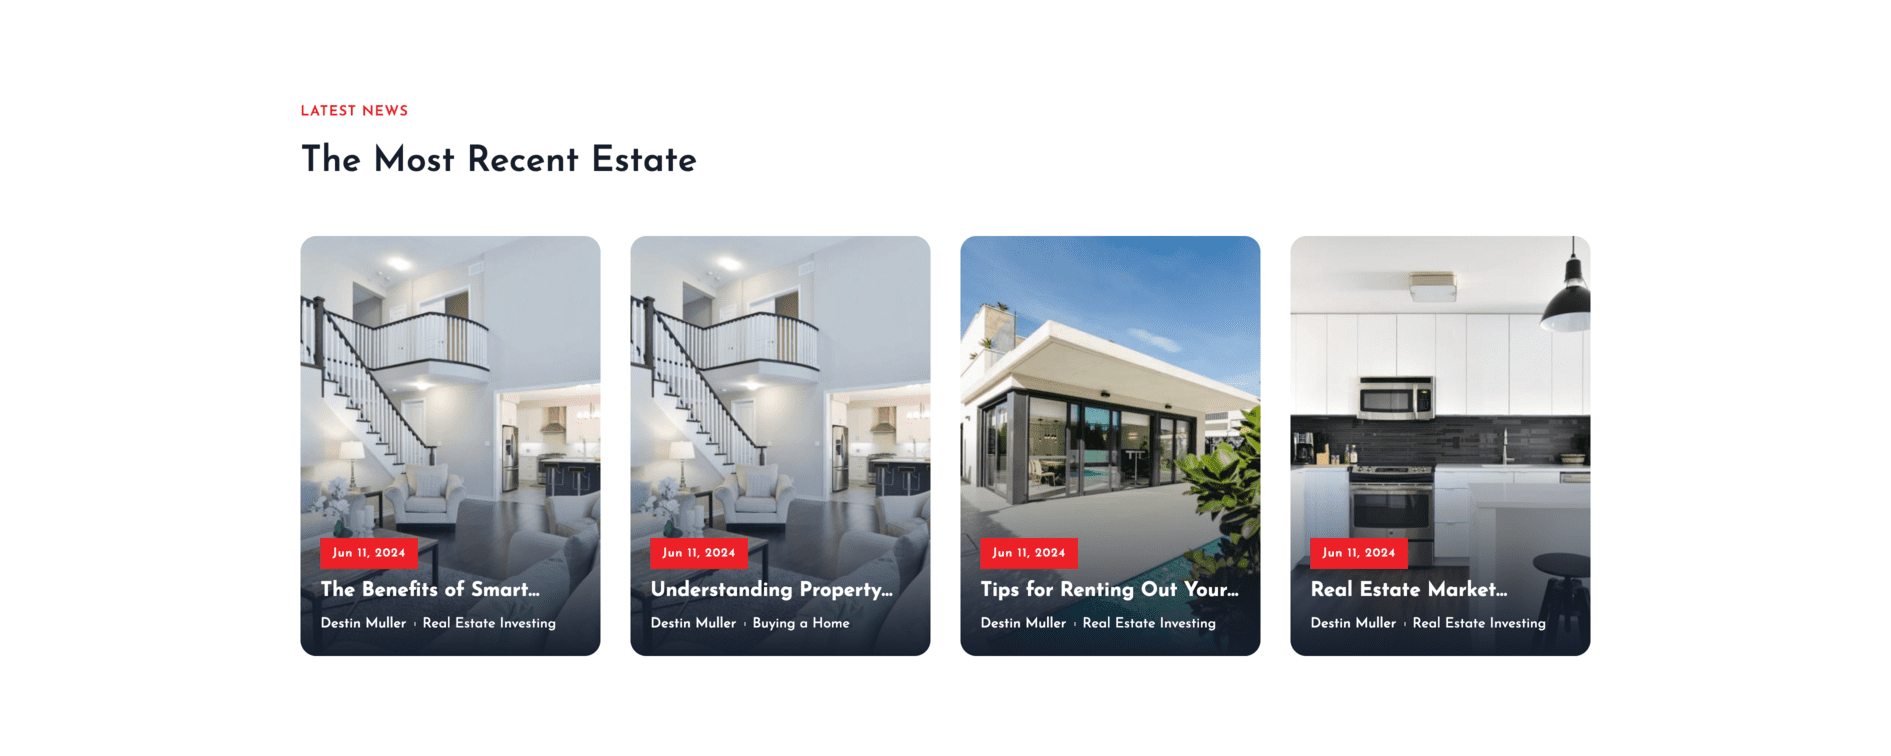 LATEST NEWS
The Most Recent Estate
Jun 11, 2024
The Benefits of Smart...
Destin Muller | Real Estate Investing
Jun 11, 2024
Understanding Property...
Destin Muller | Buying a Home
Jun 11, 2024
Tips for Renting Out Your...
Destin Muller | Real Estate Investing
Jun 11, 2024
Real Estate Market...
Destin Muller | Real Estate Investing